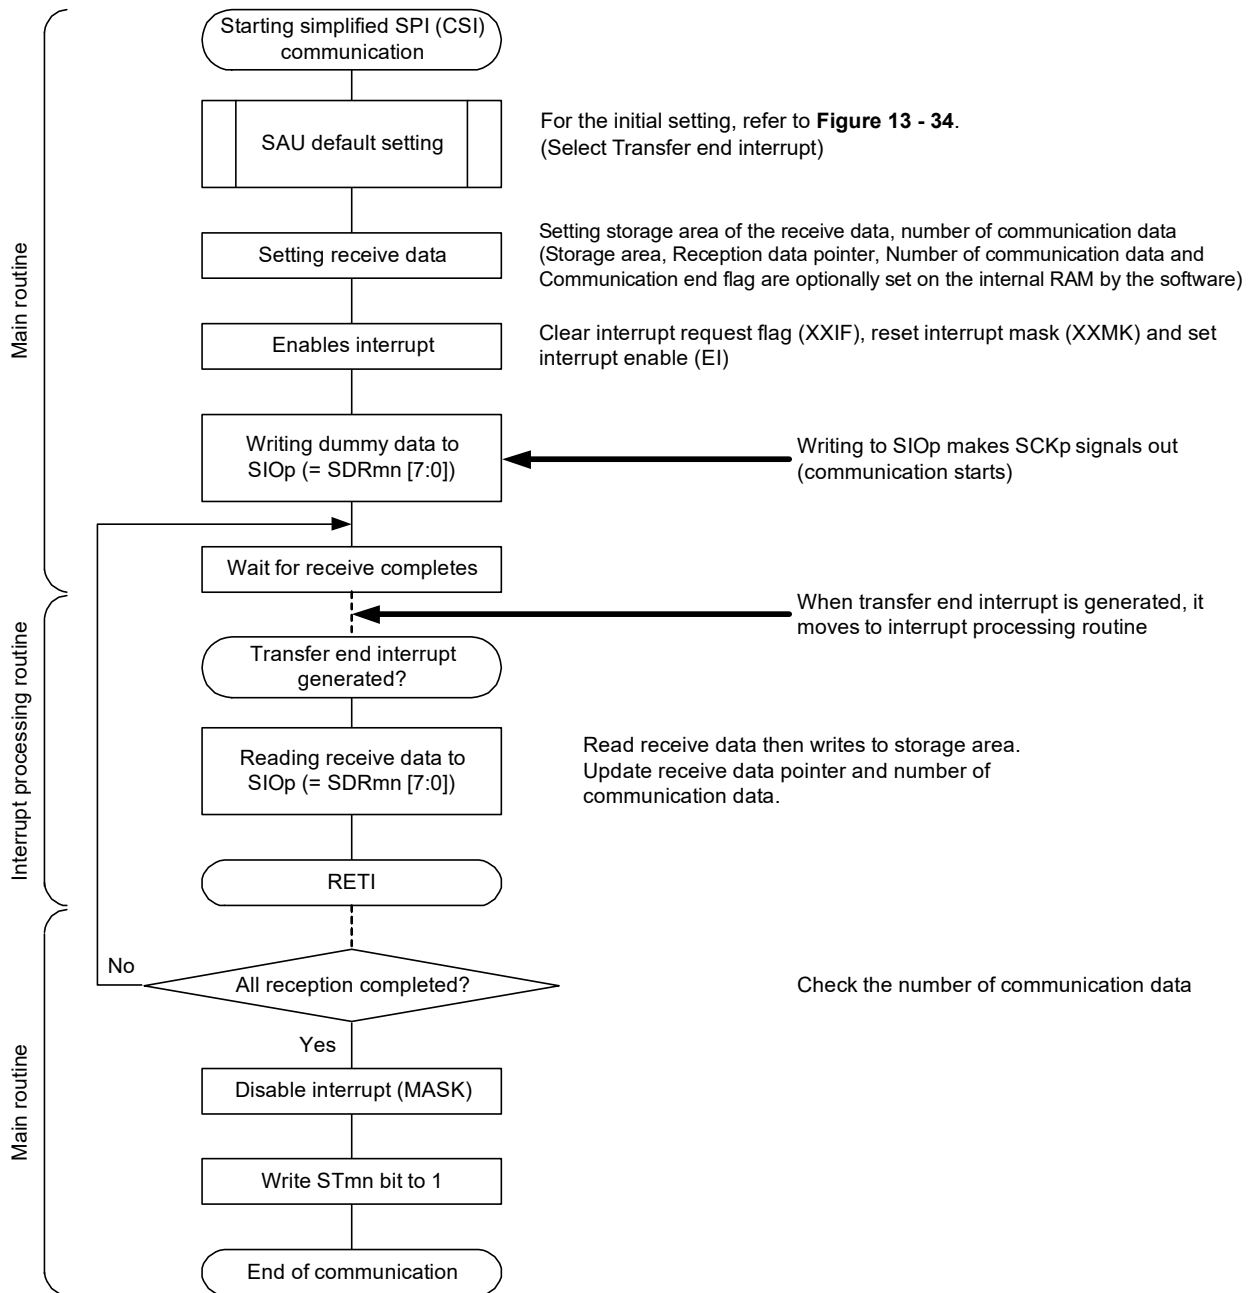 Starting simplified SPI (CSI)
communication
SAU default setting
For the initial setting, refer to Figure 13 - 34.
(Select Transfer end interrupt)
Main routine
Setting receive data
Setting storage area of the receive data, number of communication data
(Storage area, Reception data pointer, Number of communication data and
Communication end flag are optionally set on the internal RAM by the software)
Enables interrupt
Clear interrupt request flag (XXIF), reset interrupt mask (XXMK) and set
interrupt enable (EI)
Writing dummy data to
SIOp (= SDRmn [7:0])
Writing to SIOp makes SCKp signals out
(communication starts)
Wait for receive completes
When transfer end interrupt is generated, it
moves to interrupt processing routine
Interrupt processing routine
Transfer end interrupt
generated?
Reading receive data to
SIOp (= SDRmn [7:0])
Read receive data then writes to storage area.
Update receive data pointer and number of
communication data.
RETI
Main routine
No
All reception completed?
Check the number of communication data
Yes
Disable interrupt (MASK)
Write STmn bit to 1
End of communication